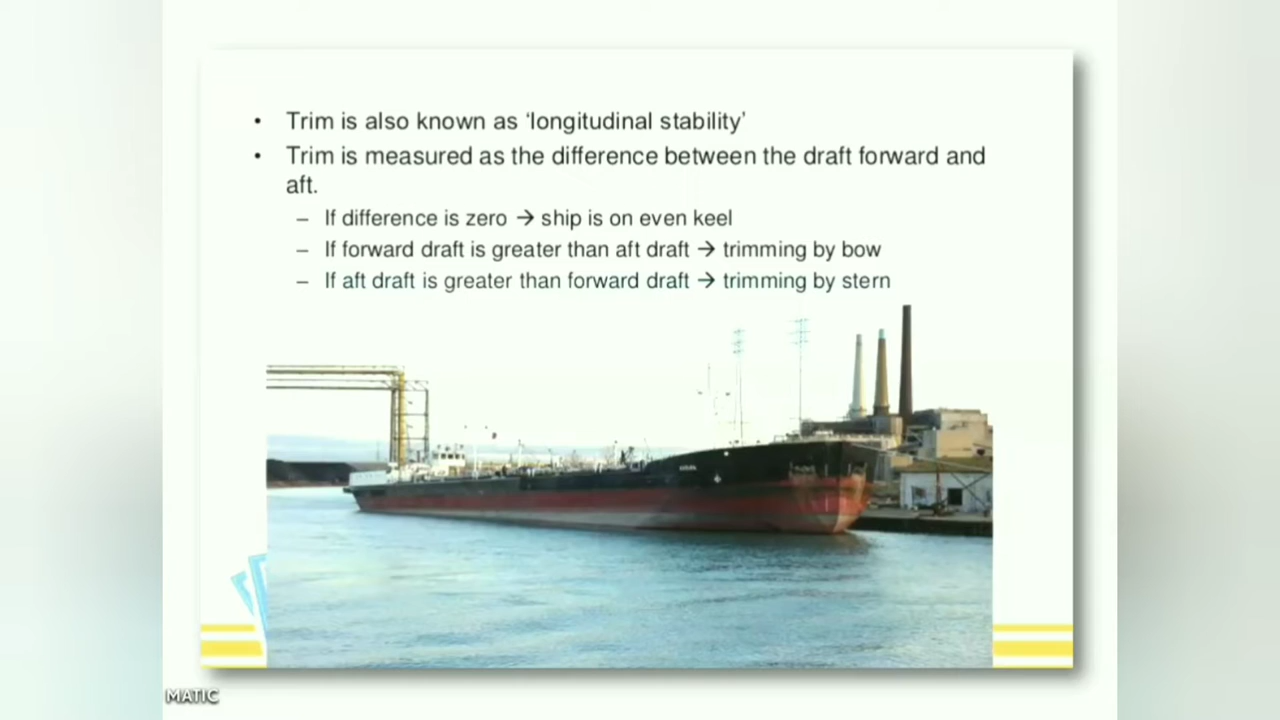 • Trim is also known as ‘longitudinal stability’
• Trim is measured as the difference between the draft forward and
aft.
– If difference is zero → ship is on even keel
– If forward draft is greater than aft draft → trimming by bow
– If aft draft is greater than forward draft → trimming by stern
MATIC